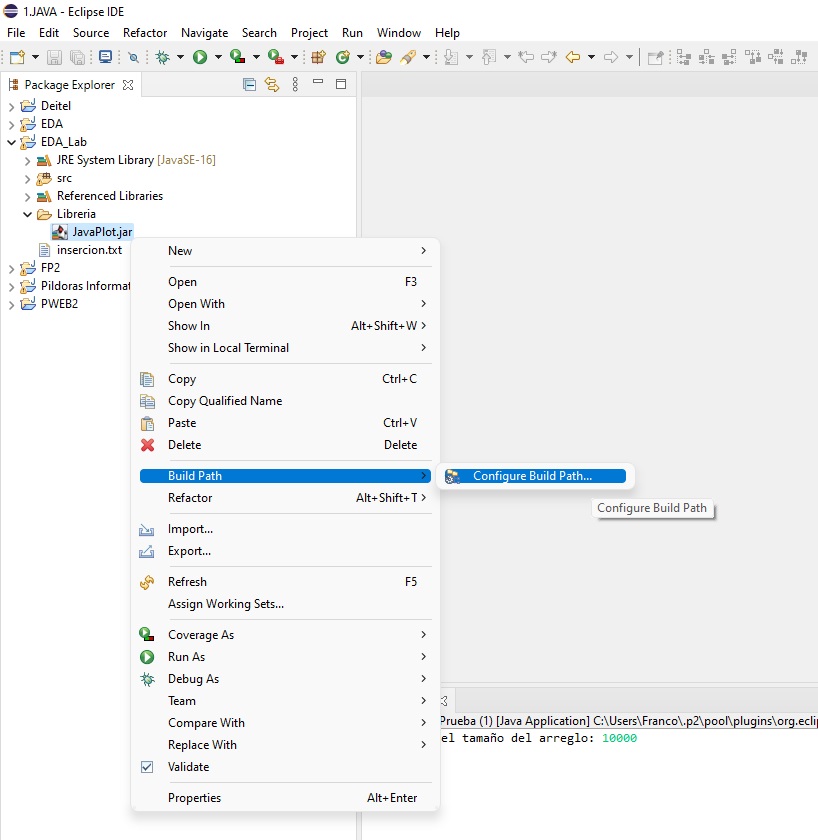 1.JAVA - Eclipse IDE
File Edit Source Refactor Navigate Search Project Run Window Help
Package Explorer
Deitel
EDA
EDA_Lab
JRE System Library [JavaSE-16]
src
Referenced Libraries
Libreria
JavaPlot.jar
insercion.txt
FP2
Pildoras Informat
PWEB2
New
Open F3
Open With
Show In Alt+Shift+W
Show in Local Terminal
Copy Ctrl+C
Copy Qualified Name
Paste Ctrl+V
Delete Delete
Build Path
Refactor Alt+Shift+T
Import...
Export...
Refresh F5
Assign Working Sets...
Coverage As
Run As
Debug As
Team
Compare With
Replace With
Validate
Properties Alt+Enter
Configure Build Path...
Configure Build Path
Prueba (1) [Java Application] C:\Users\Franco\.p2\pool\plugins\org.eclip
el tamaño del arreglo: 10000